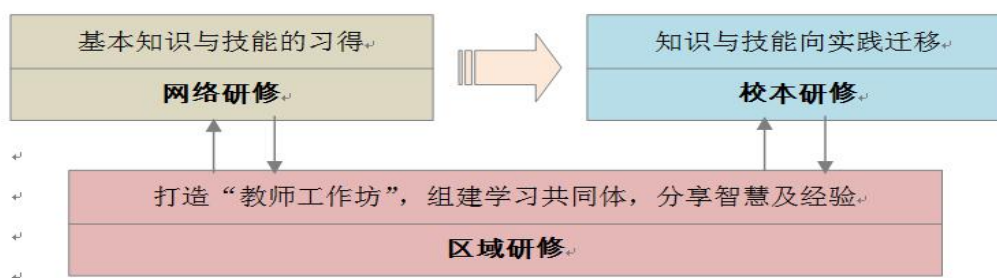 基本知识与技能的习得
知识与技能向实践迁移
网络研修
校本研修
打造“教师工作坊”，组建学习共同体，分享智慧及经验
区域研修